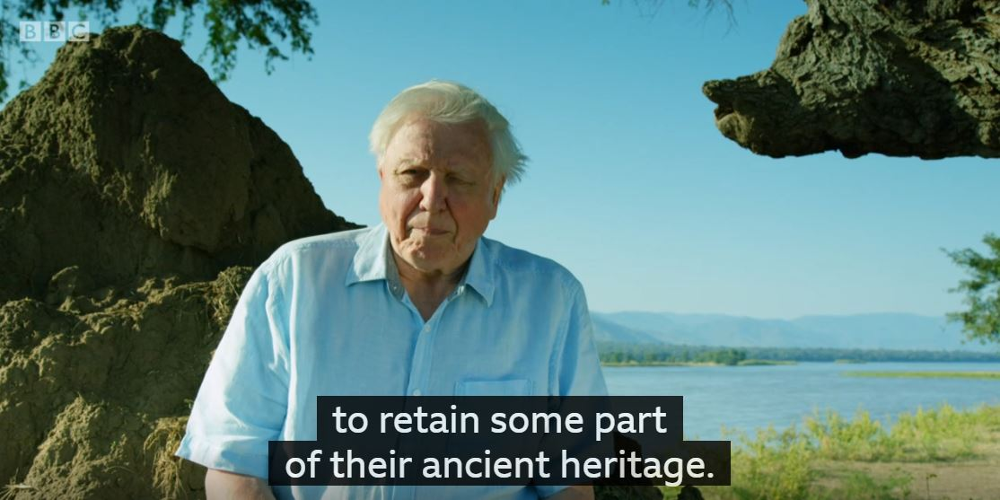 BBC
to retain some part
of their ancient heritage.